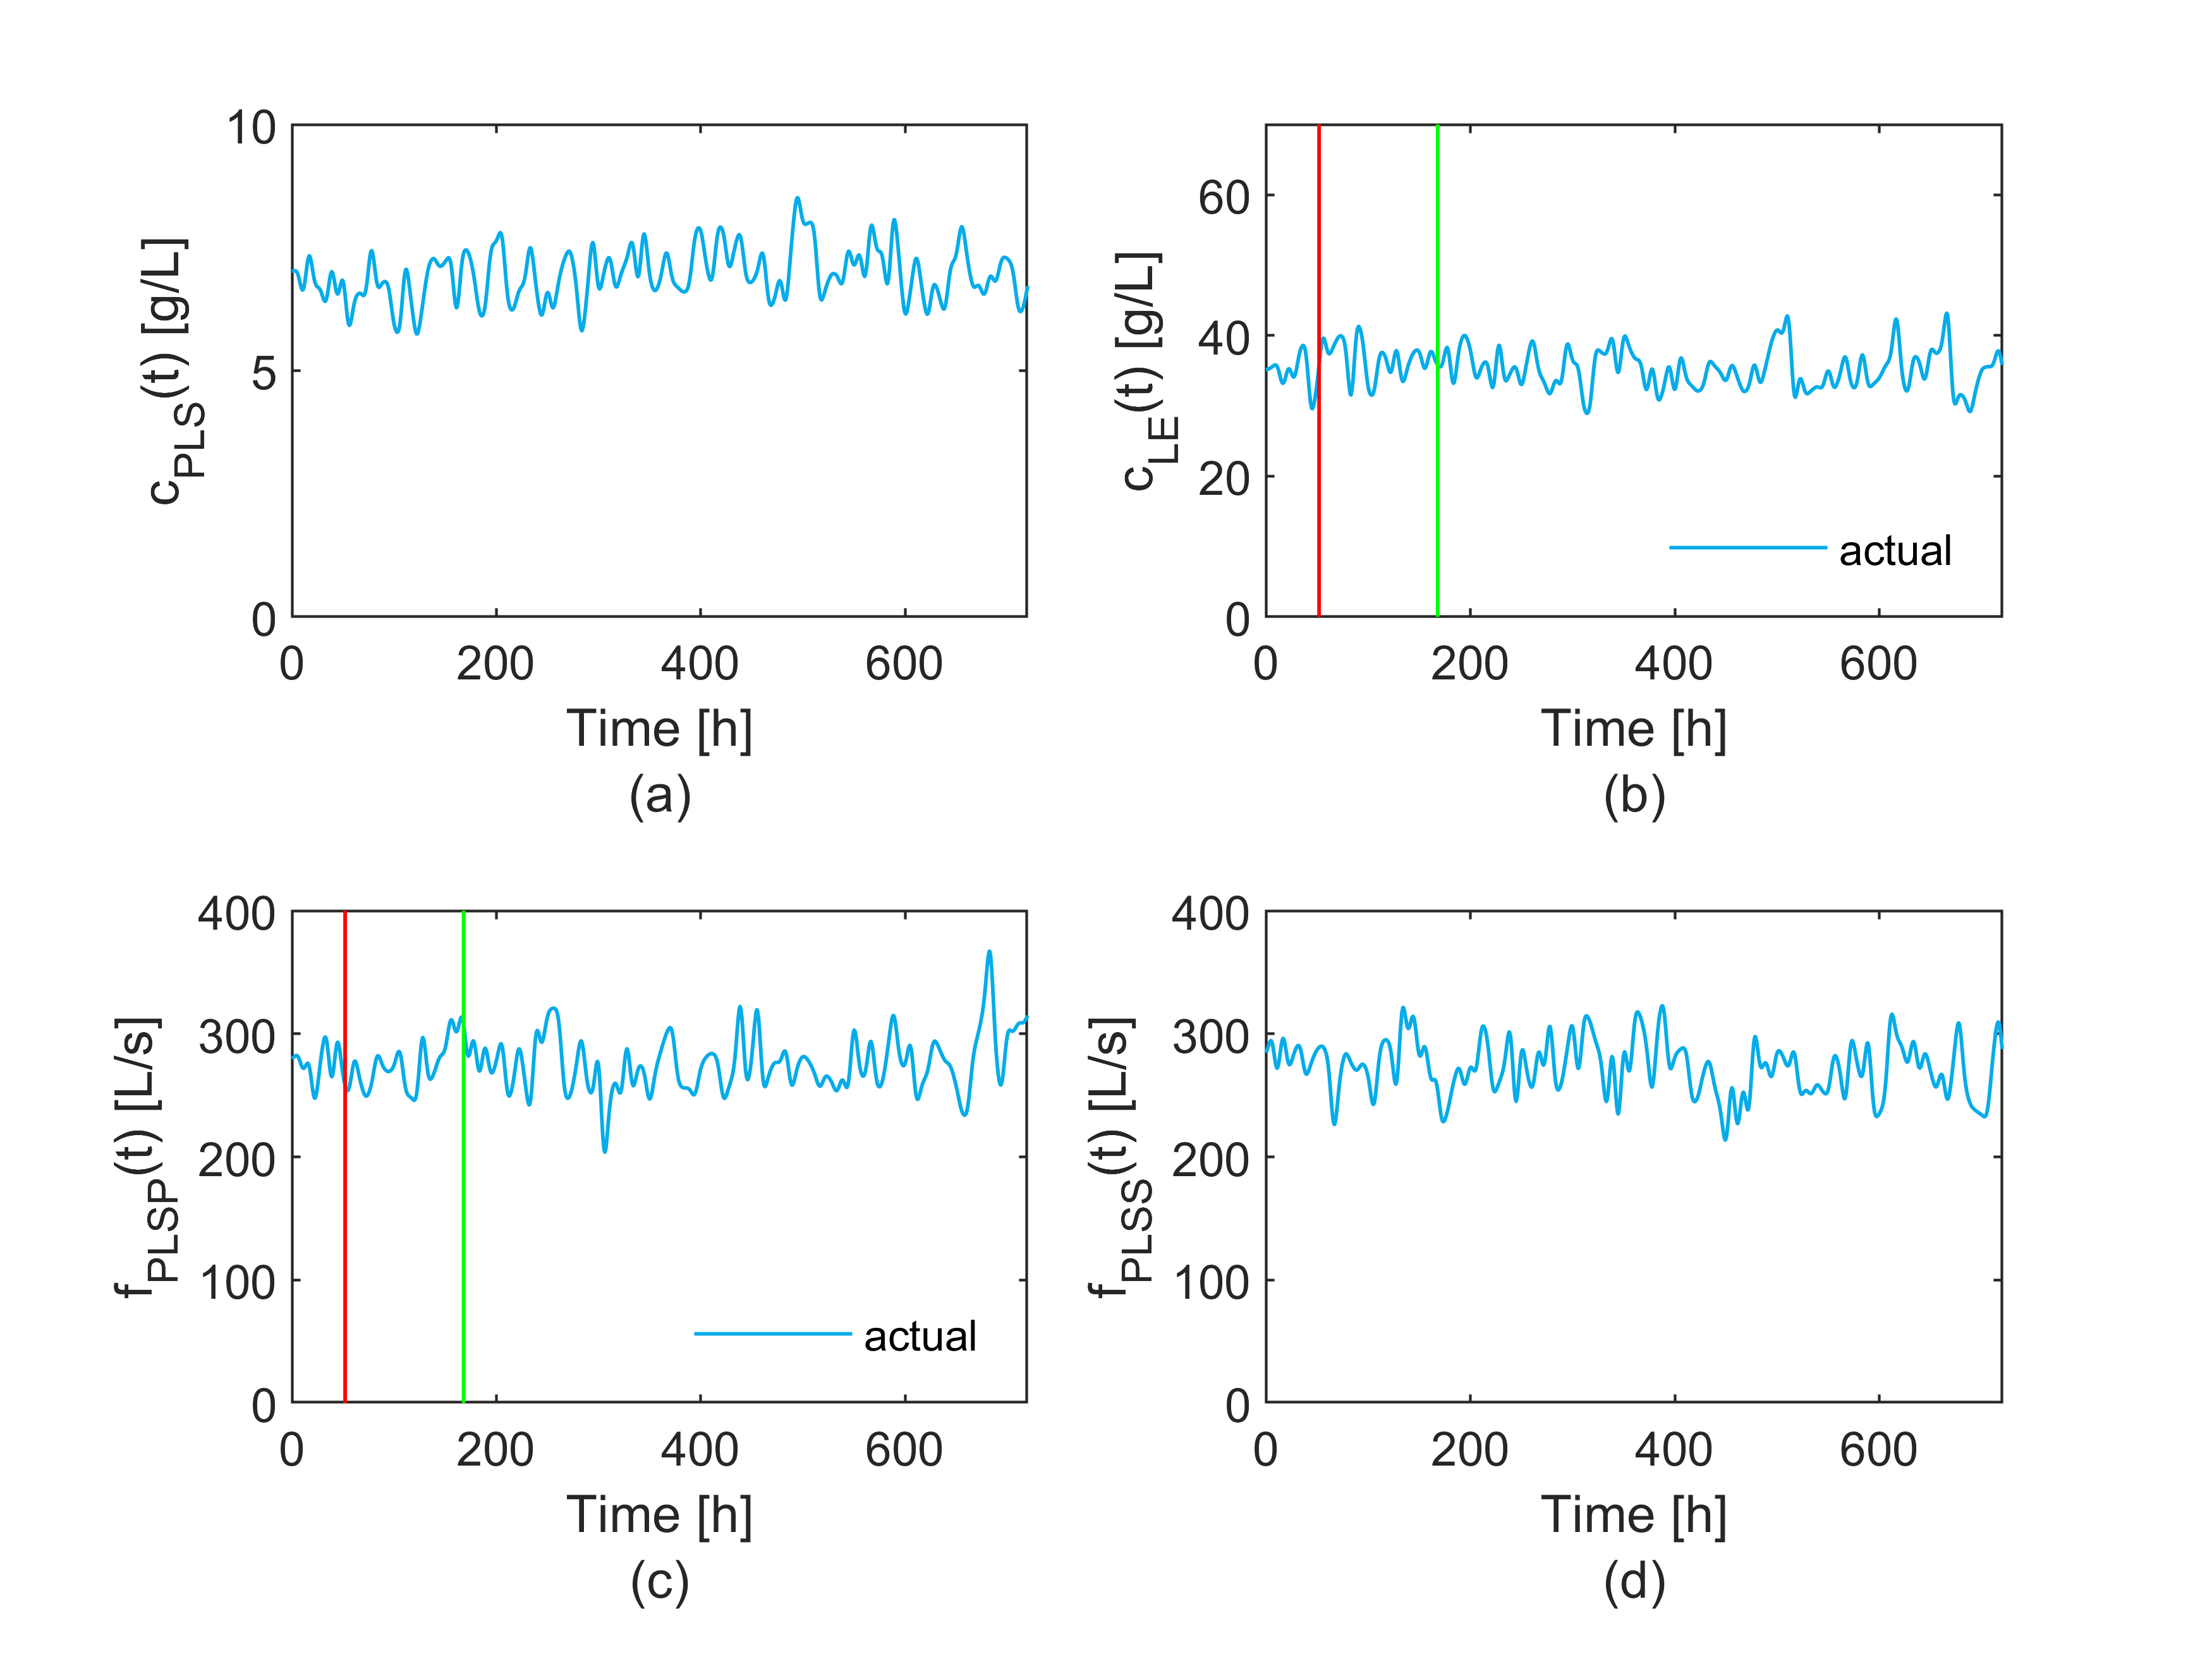 10
5
0
c_PLS(t) [g/L]
0 200 400 600
Time [h]
(a)
60
40
20
0
c_LE(t) [g/L]
actual
0 200 400 600
Time [h]
(b)
400
300
200
100
0
f_PLSP(t) [L/s]
actual
0 200 400 600
Time [h]
(c)
400
300
200
100
0
f_PLSS(t) [L/s]
0 200 400 600
Time [h]
(d)